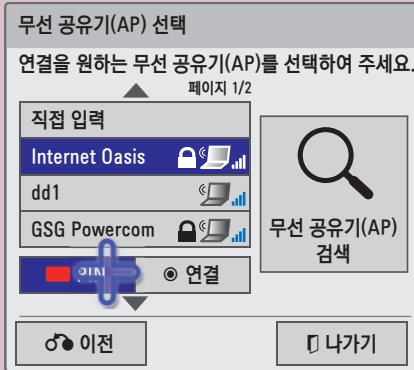 무선 공유기(AP) 선택
연결을 원하는 무선 공유기(AP)를 선택하여 주세요.
페이지 1/2
직접 입력
Internet Oasis
dd1
GSG Powercom
무선 공유기(AP)
검색
PIN ◉ 연결
이전
나가기